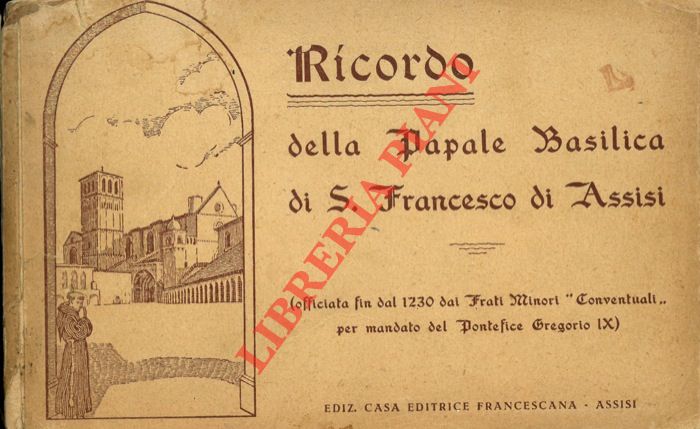 Ricordo
della Papale Basilica
di S. Francesco di Assisi
(officiata fin dal 1230 dai Frati Minori "Conventuali„
per mandato del Pontefice Gregorio IX)
EDIZ. CASA EDITRICE FRANCESCANA - ASSISI
LIBRERIA PIANI